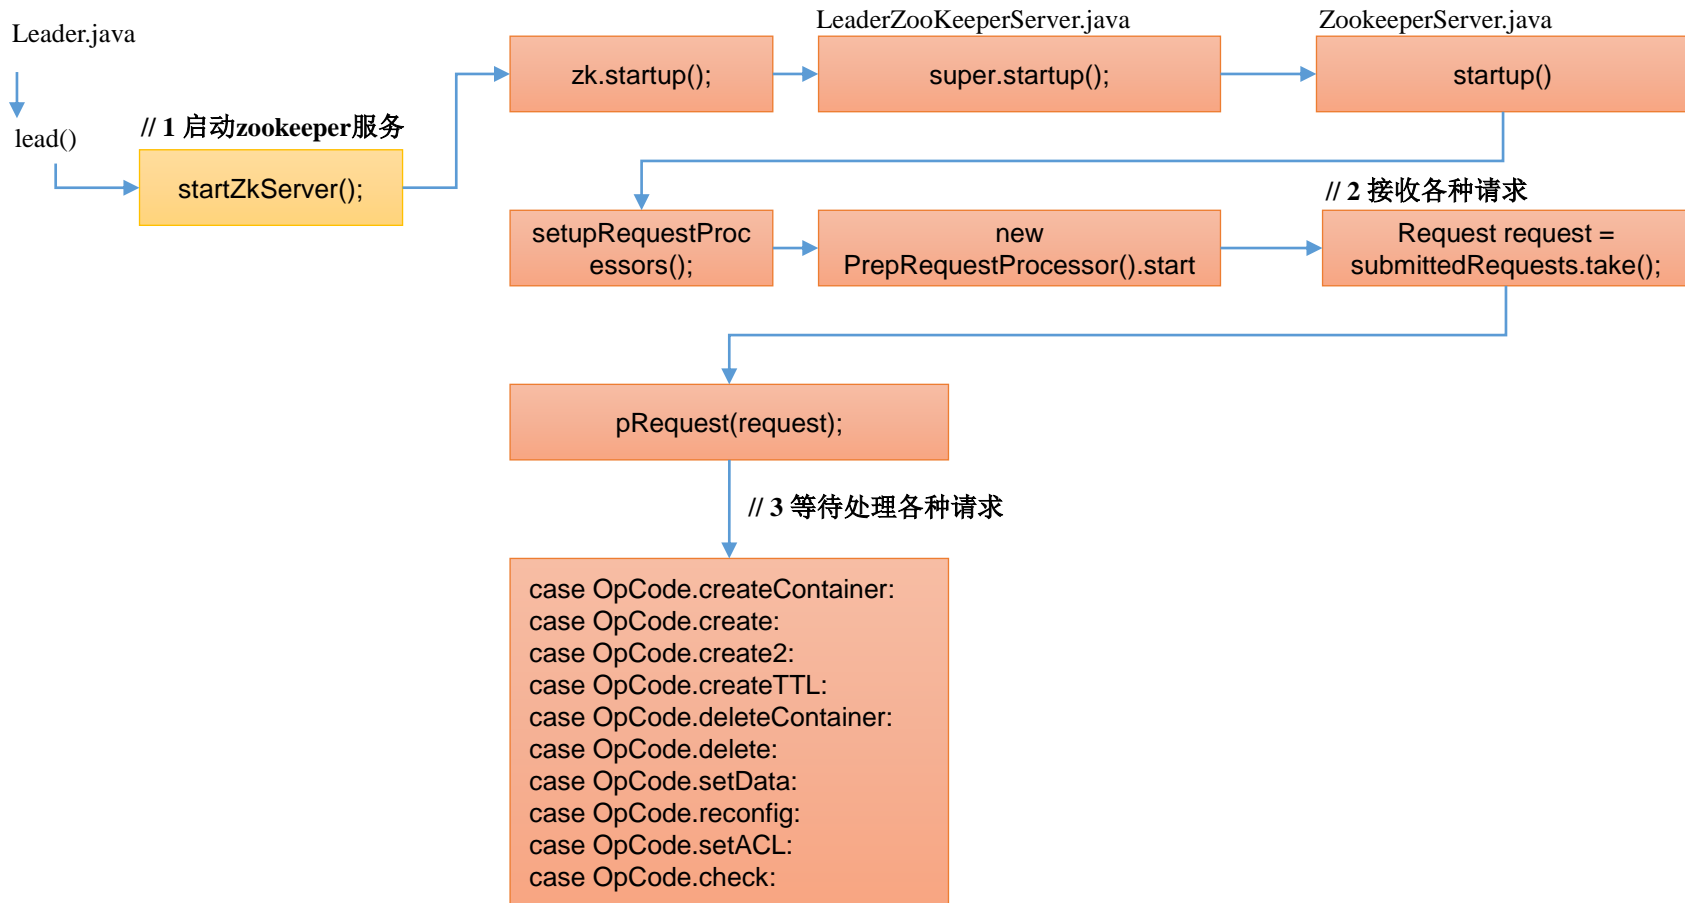 Leader.java
LeaderZooKeeperServer.java
ZookeeperServer.java
zk.startup();
super.startup();
startup()
lead()
// 1 启动zookeeper服务
startZkServer();
// 2 接收各种请求
setupRequestProc
essors();
new
PrepRequestProcessor().start
Request request =
submittedRequests.take();
pRequest(request);
// 3 等待处理各种请求
case OpCode.createContainer:
case OpCode.create:
case OpCode.create2:
case OpCode.createTTL:
case OpCode.deleteContainer:
case OpCode.delete:
case OpCode.setData:
case OpCode.reconfig:
case OpCode.setACL:
case OpCode.check: